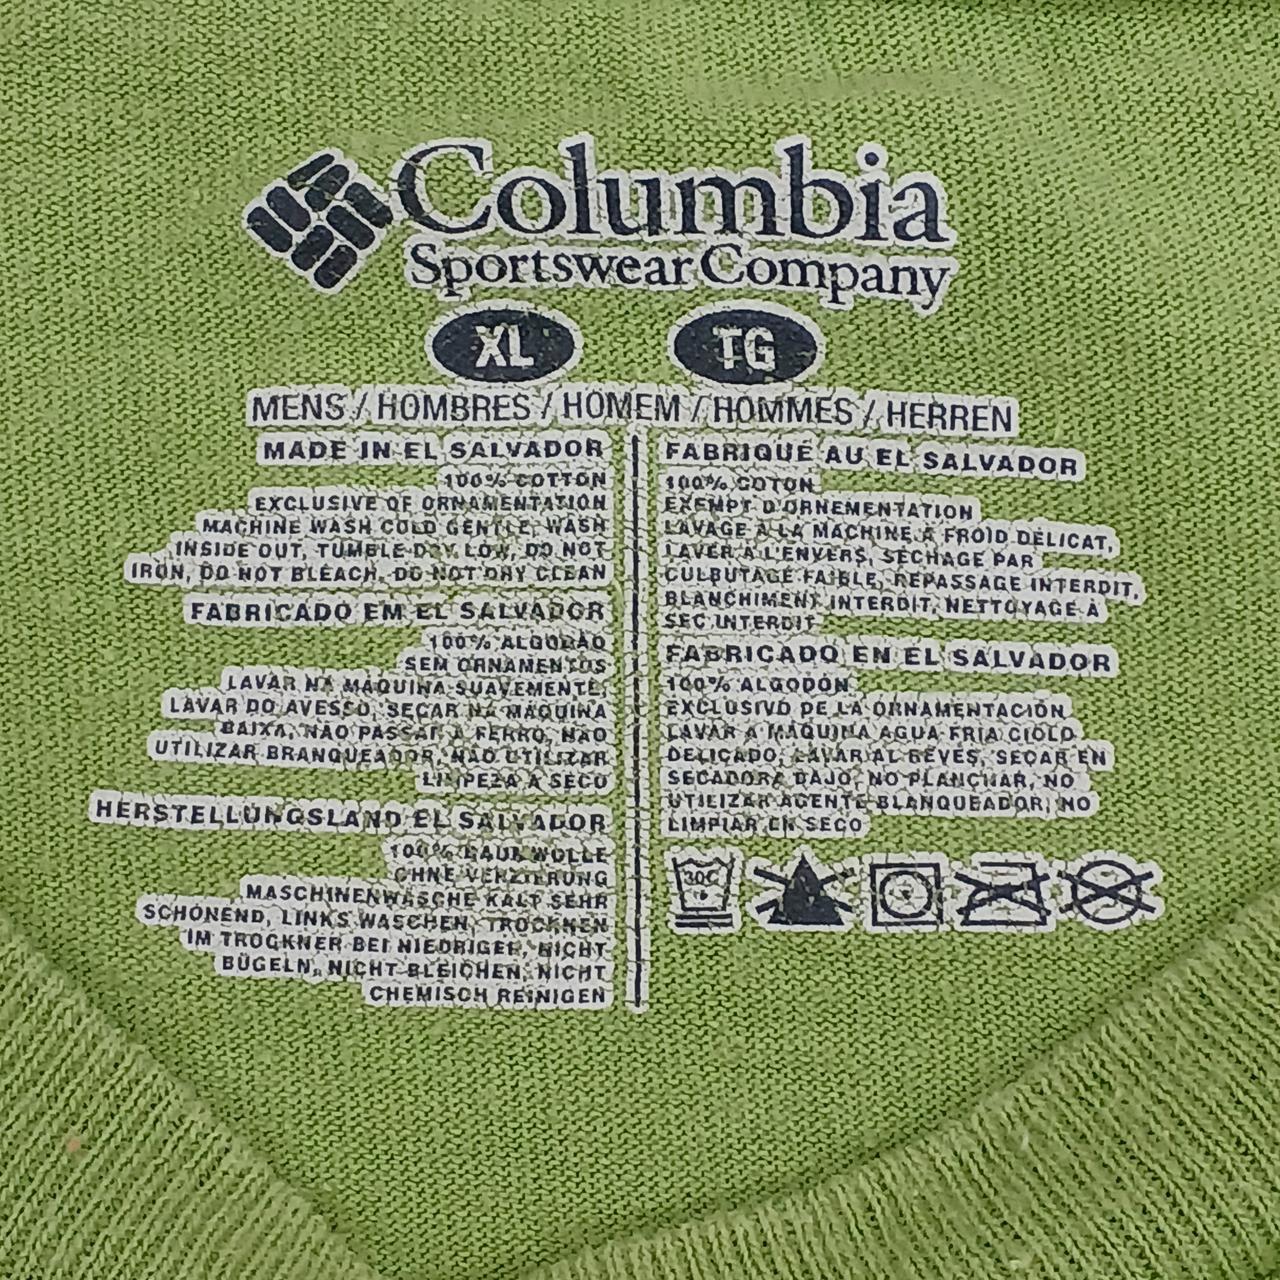 Columbia
Sportswear Company
XL TG
MENS / HOMBRES / HOMEM / HOMMES / HERREN
MADE IN EL SALVADOR
100% COTTON
EXCLUSIVE OF ORNAMENTATION
MACHINE WASH COLD GENTLE, WASH
INSIDE OUT, TUMBLE DRY LOW, DO NOT
IRON, DO NOT BLEACH, DO NOT DRY CLEAN
FABRICADO EM EL SALVADOR
100% ALGODÃO
SEM ORNAMENTOS
LAVAR NA MÁQUINA SUAVEMENTE,
LAVAR DO AVESSO, SECAR NA MÁQUINA
BAIXA, NÃO PASSAR A FERRO, NÃO
UTILIZAR BRANQUEADOR, NÃO UTILIZAR
LIMPEZA A SECO
HERSTELLUNGSLAND EL SALVADOR
100% BAUMWOLLE
OHNE VERZIERUNG
MASCHINENWÄSCHE KALT SEHR
SCHONEND, LINKS WASCHEN, TROCKNEN
IM TROCKNER BEI NIEDRIGER, NICHT
BÜGELN, NICHT BLEICHEN, NICHT
CHEMISCH REINIGEN
FABRIQUÉ AU EL SALVADOR
100% COTON
EXEMPT D'ORNEMENTATION
LAVAGE À LA MACHINE À FROID DÉLICAT,
LAVER À L'ENVERS, SÉCHAGE PAR
CULBUTAGE FAIBLE, REPASSAGE INTERDIT,
BLANCHIMENT INTERDIT, NETTOYAGE À
SEC INTERDIT
FABRICADO EN EL SALVADOR
100% ALGODÓN
EXCLUSIVO DE LA ORNAMENTACIÓN
LAVAR A MÁQUINA AGUA FRIA CICLO
DELICADO, LAVAR AL REVÉS, SECAR EN
SECADORA BAJO, NO PLANCHAR, NO
UTILIZAR AGENTE BLANQUEADOR, NO
LIMPIAR EN SECO
30C